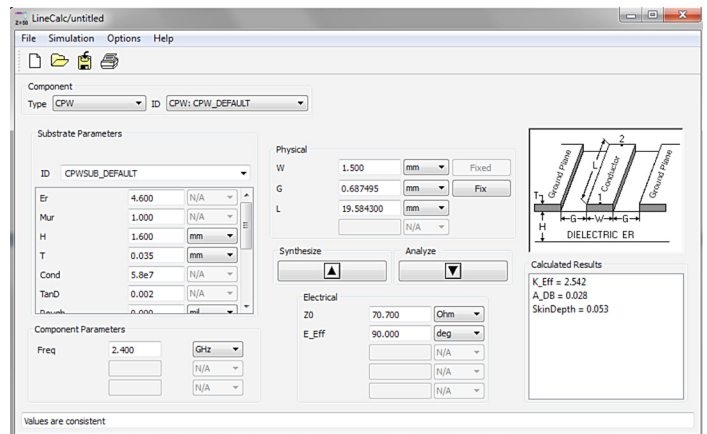 LineCalc/untitled
File Simulation Options Help
Component
Type CPW ID CPW: CPW_DEFAULT
Substrate Parameters
ID CPWSUB_DEFAULT
Er 4.600 N/A
Mur 1.000 N/A
H 1.600 mm
T 0.035 mm
Cond 5.8e7 N/A
TanD 0.002 N/A
Rough 0.000 mil
Component Parameters
Freq 2.400 GHz
N/A
N/A
Physical
W 1.500 mm Fixed
G 0.687495 mm Fix
L 19.584300 mm
N/A
Synthesize Analyze
Electrical
Z0 70.700 Ohm
E_Eff 90.000 deg
N/A
N/A
N/A
2
Ground Plane L Conductor Ground Plane
T 1
H G W G
DIELECTRIC ER
Calculated Results
K_Eff = 2.542
A_DB = 0.028
SkinDepth = 0.053
Values are consistent